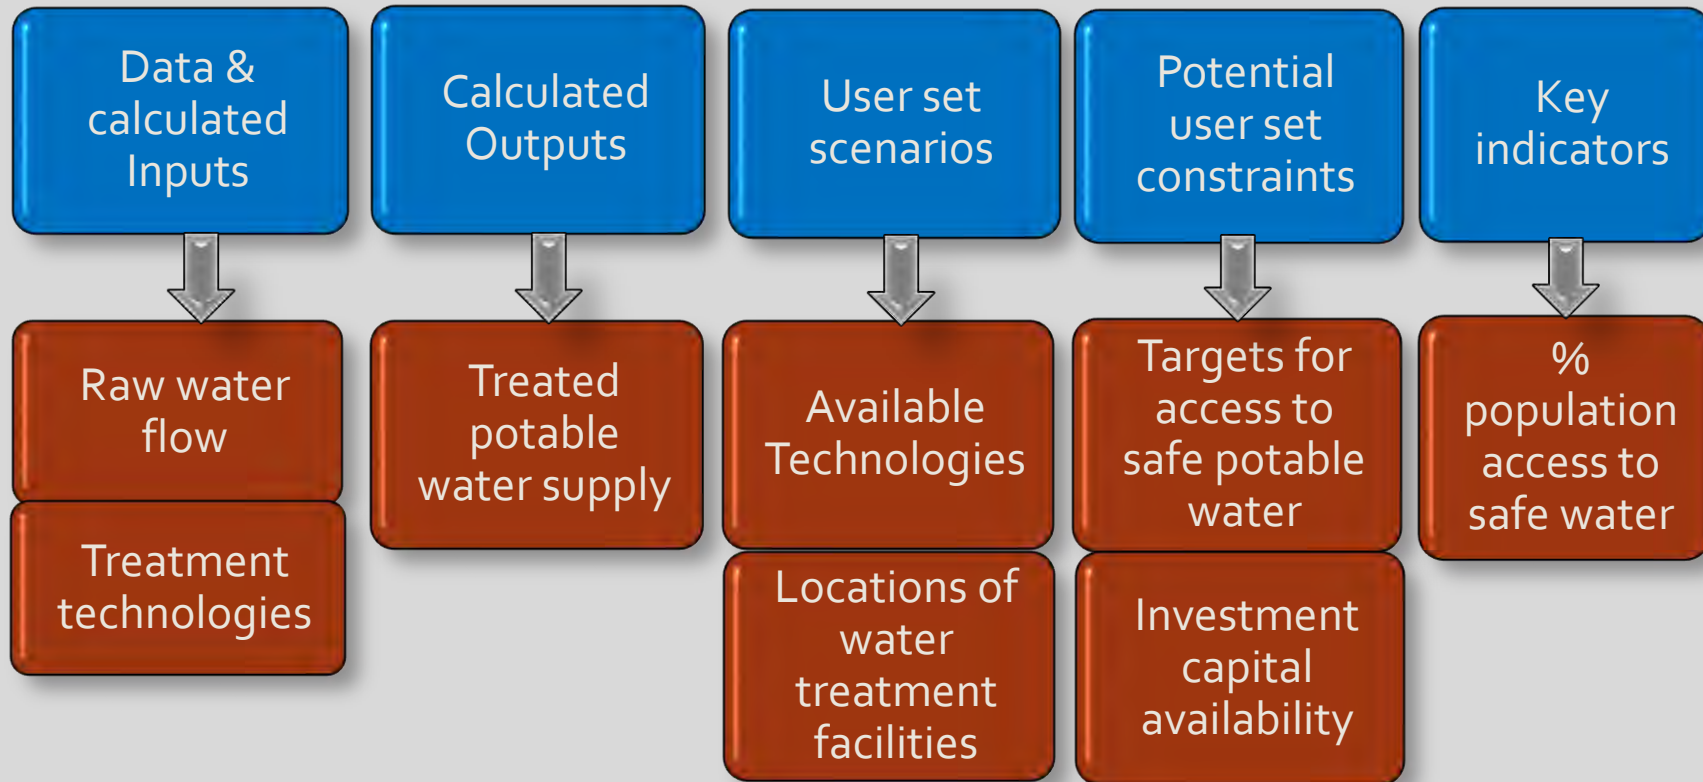 Data &
calculated
Inputs
Calculated
Outputs
User set
scenarios
Potential
user set
constraints
Key
indicators
Raw water
flow
Treatment
technologies
Treated
potable
water supply
Available
Technologies
Locations of
water
treatment
facilities
Targets for
access to
safe potable
water
Investment
capital
availability
%
population
access to
safe water